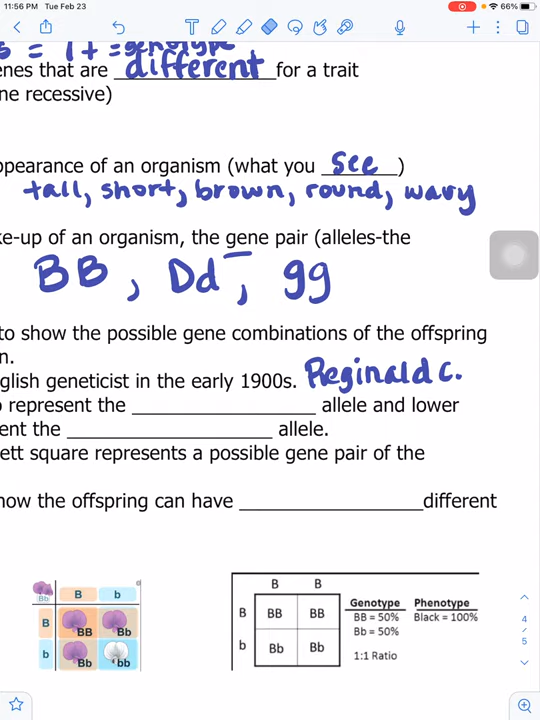 11:56 PM Tue Feb 23
66%
= 1+ = genotype
enes that are different for a trait
ne recessive)
ppearance of an organism (what you see)
tall, short, brown, round, wavy
ke-up of an organism, the gene pair (alleles-the
BB, Dd, gg
to show the possible gene combinations of the offspring
n.
glish geneticist in the early 1900s. Reginald C.
o represent the ____________________ allele and lower
ent the ______________________ allele.
ett square represents a possible gene pair of the
now the offspring can have ____________________different
B b
Bb
B BB Bb
b Bb bb
B B
B BB BB
b Bb Bb
Genotype Phenotype
BB = 50% Black = 100%
Bb = 50%
1:1 Ratio
4
5